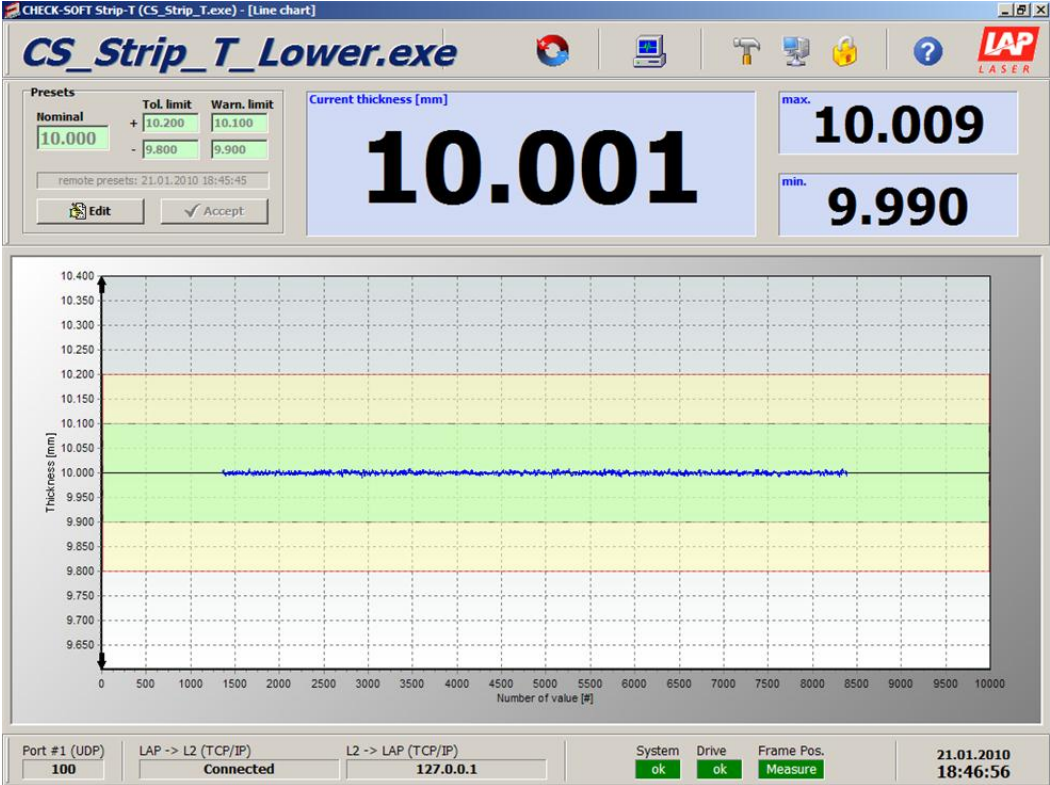 CHECK-SOFT Strip-T (CS_Strip_T.exe) - [Line chart]
CS_Strip_T_Lower.exe
?
LAP
LASER
Presets
Nominal
10.000
Tol. limit Warn. limit
+ 10.200 10.100
- 9.800 9.900
remote presets: 21.01.2010 18:45:45
Edit Accept
Current thickness [mm]
10.001
max.
10.009
min.
9.990
Thickness [mm]
10.400
10.350
10.300
10.250
10.200
10.150
10.100
10.050
10.000
9.950
9.900
9.850
9.800
9.750
9.700
9.650
0 500 1000 1500 2000 2500 3000 3500 4000 4500 5000 5500 6000 6500 7000 7500 8000 8500 9000 9500 10000
Number of value [#]
Port #1 (UDP)
100
LAP -> L2 (TCP/IP)
Connected
L2 -> LAP (TCP/IP)
127.0.0.1
System Drive Frame Pos.
ok ok Measure
21.01.2010
18:46:56